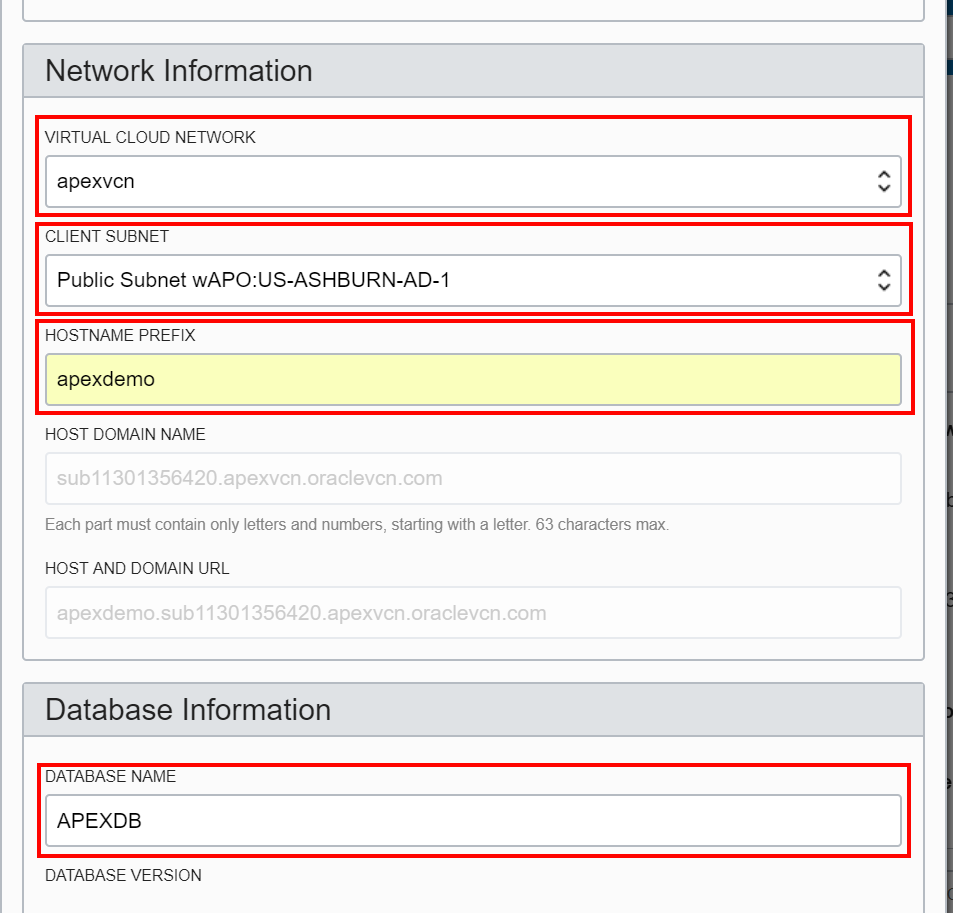 Network Information
VIRTUAL CLOUD NETWORK
apexvcn
CLIENT SUBNET
Public Subnet wAPO:US-ASHBURN-AD-1
HOSTNAME PREFIX
apexdemo
HOST DOMAIN NAME
sub11301356420.apexvcn.oraclevcn.com
Each part must contain only letters and numbers, starting with a letter. 63 characters max.
HOST AND DOMAIN URL
apexdemo.sub11301356420.apexvcn.oraclevcn.com
Database Information
DATABASE NAME
APEXDB
DATABASE VERSION